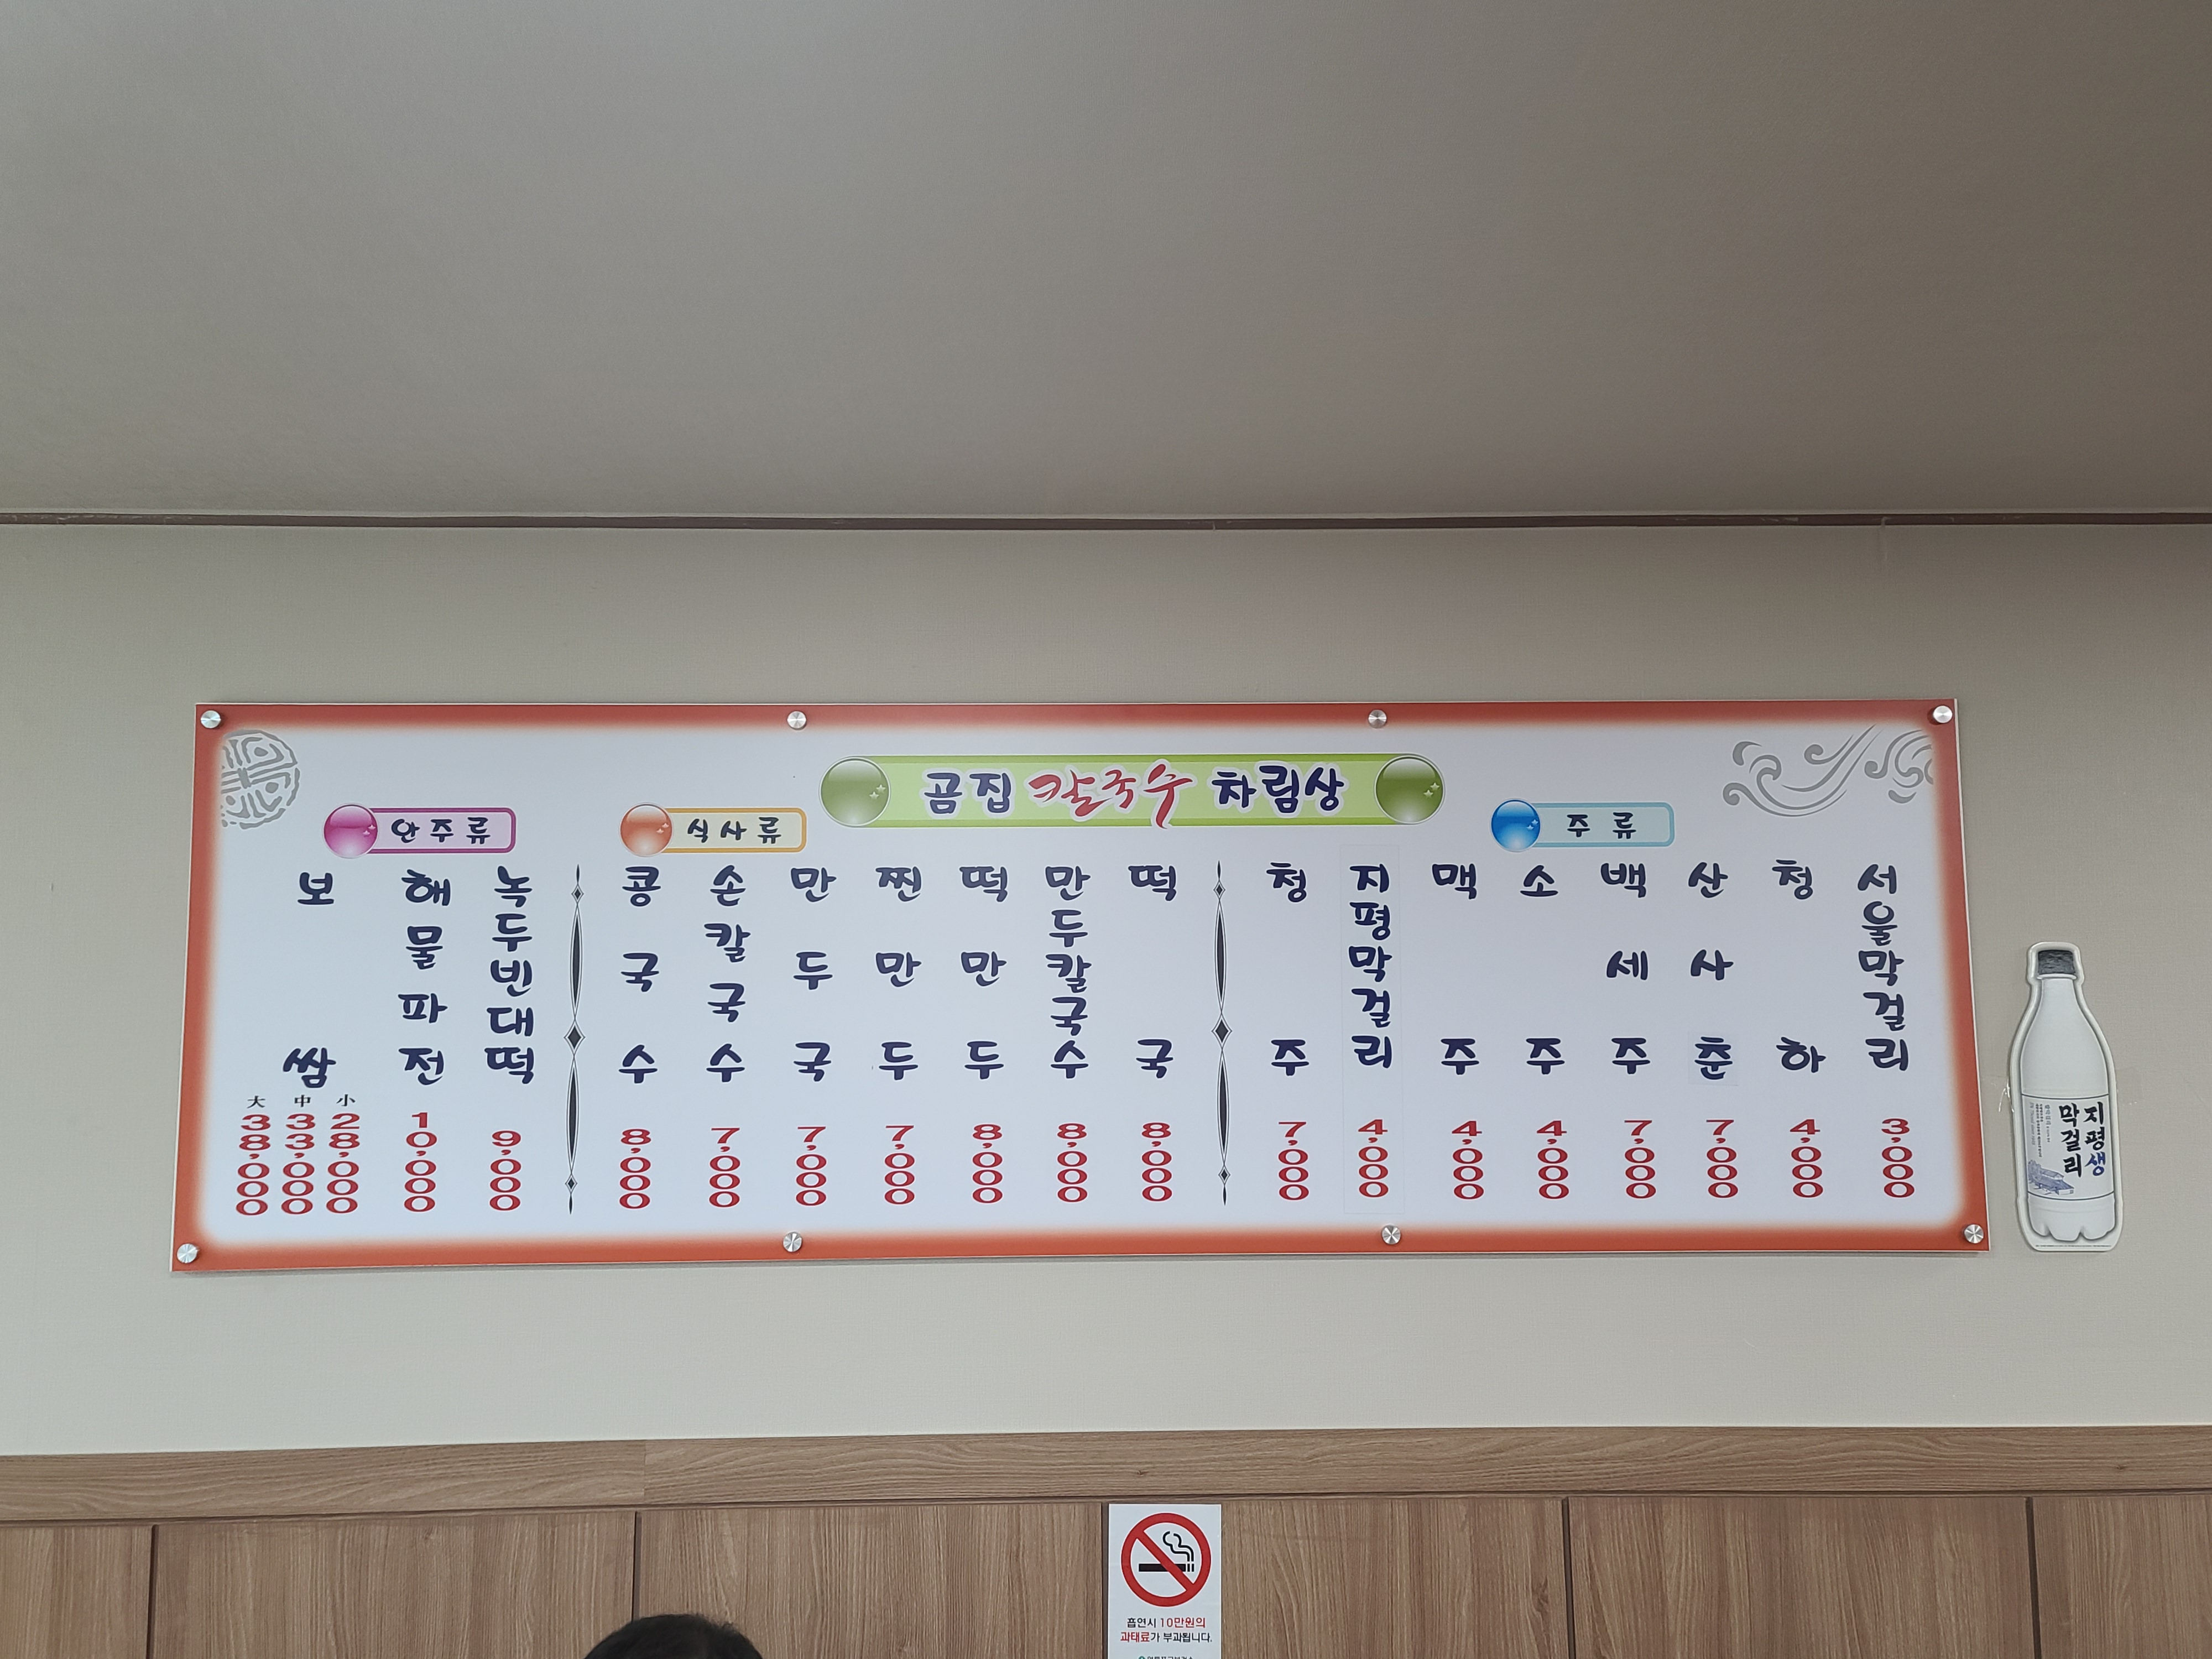 곰집 칼국수 차림상
안주류
보쌈
大 38,000
中 33,000
小 28,000
해물파전 10,000
녹두빈대떡 9,000
식사류
콩국수 8,000
손칼국수 7,000
만두국 7,000
찐만두 7,000
떡만두 8,000
만두칼국수 8,000
떡국 8,000
주류
청주 7,000
지평막걸리 4,000
맥주 4,000
소주 4,000
백세주 7,000
산사춘 7,000
청하 4,000
서울막걸리 3,000
지평생
막걸리
흡연시 10만원의
과태료가 부과됩니다.